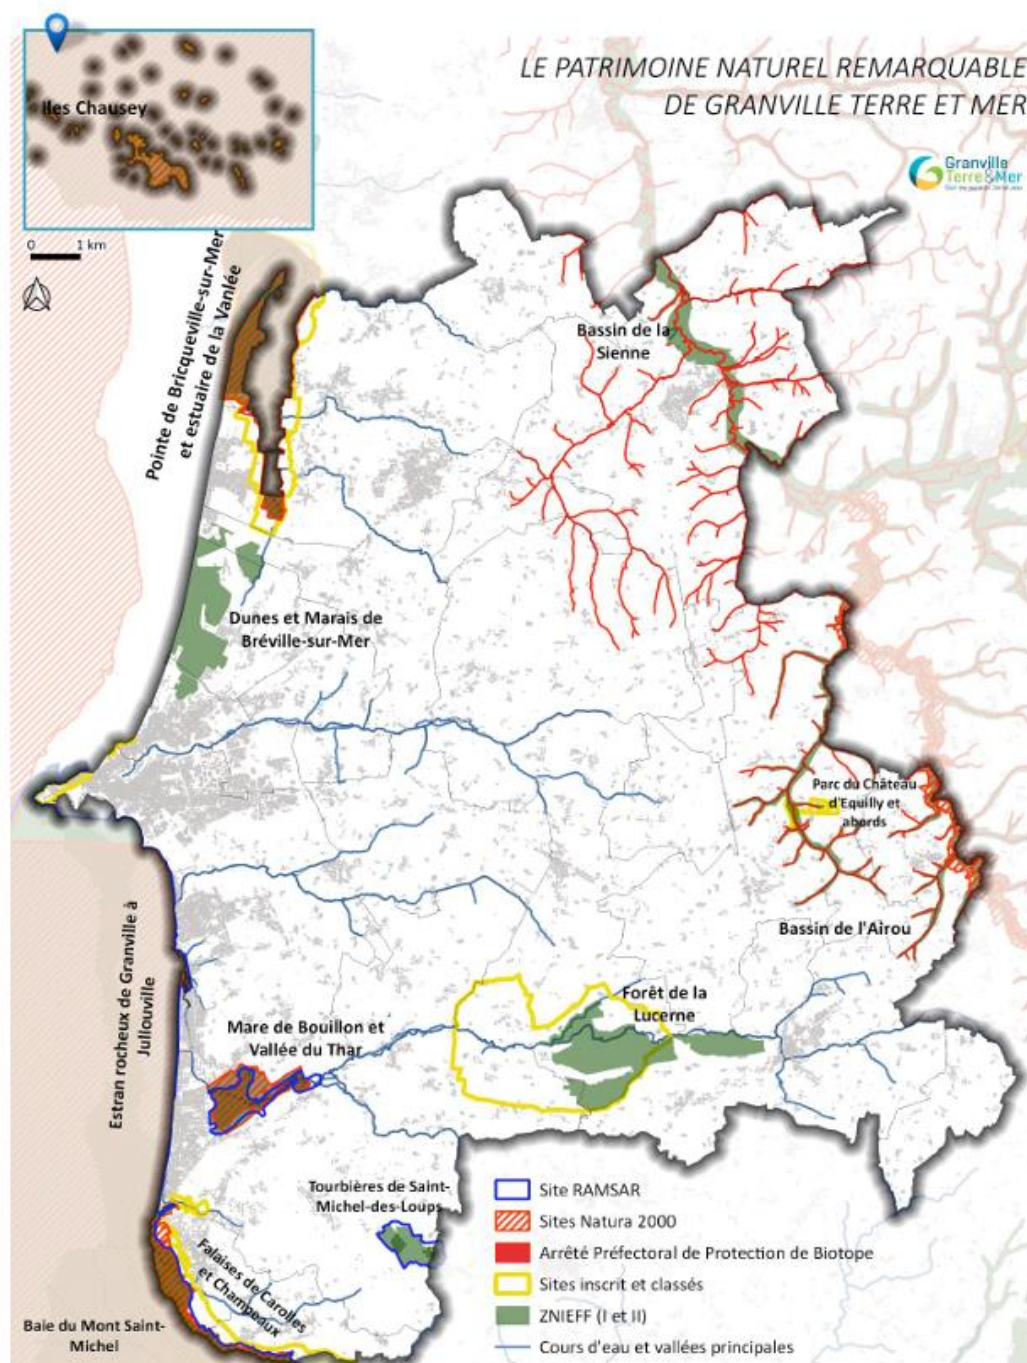 Iles Chausey
LE PATRIMOINE NATUREL REMARQUABLE
DE GRANVILLE TERRE ET MER
Granville
Terre&Mer
0 1 km
Pointe de Bricqueville-sur-Mer
et estuaire de la Vanlée
Bassin de la
Sienne
Dunes et Marais de
Bréville-sur-Mer
Parc du Château
d'Equilly et
abords
Bassin de l'Airou
Estran rocheux de Granville à
Jullouville
Forêt de la
Lucerne
Mare de Bouillon et
Vallée du Thar
Tourbières de Saint-
Michel-des-Loups
Falaises de Carolles
et Champeaux
Baie du Mont Saint-
Michel
Site RAMSAR
Sites Natura 2000
Arrêté Préfectoral de Protection de Biotope
Sites inscrit et classés
ZNIEFF (I et II)
Cours d'eau et vallées principales